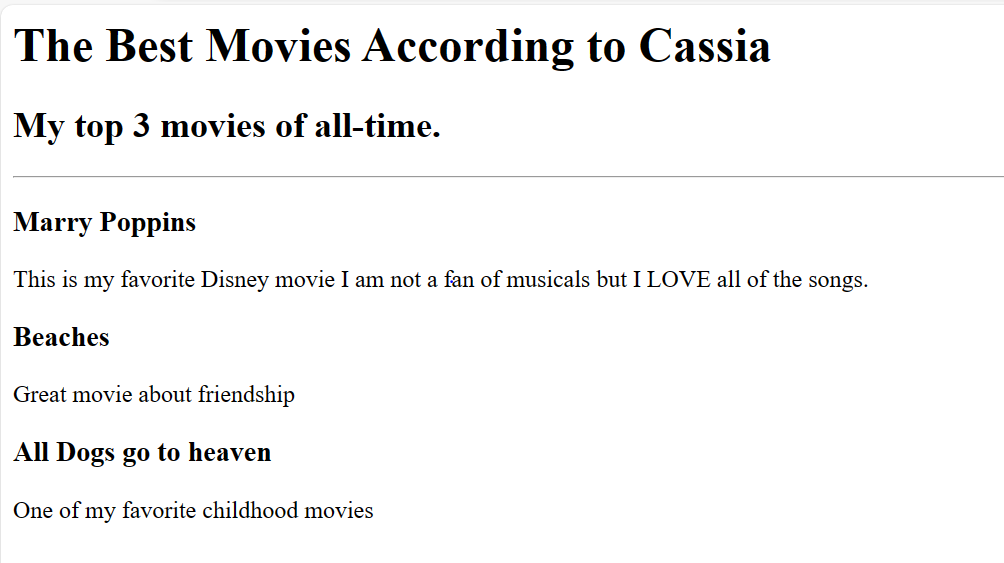 The Best Movies According to Cassia
My top 3 movies of all-time.
Marry Poppins
This is my favorite Disney movie I am not a fan of musicals but I LOVE all of the songs.
Beaches
Great movie about friendship
All Dogs go to heaven
One of my favorite childhood movies